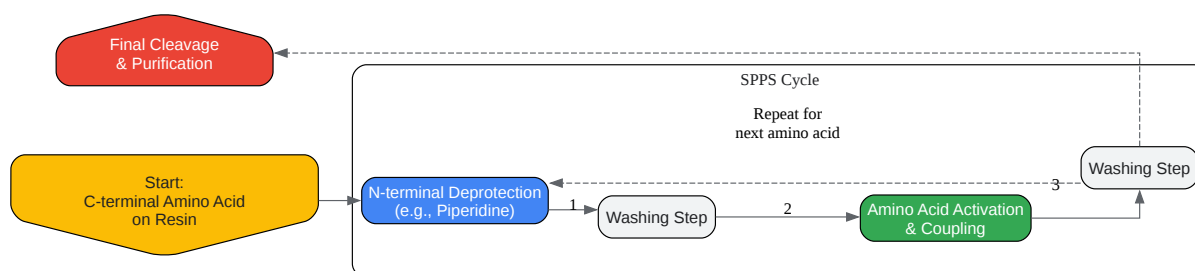 Final Cleavage
& Purification
SPPS Cycle
Repeat for
next amino acid
Washing Step
Start:
C-terminal Amino Acid
on Resin
N-terminal Deprotection
(e.g., Piperidine)
1
Washing Step
2
Amino Acid Activation
& Coupling
3